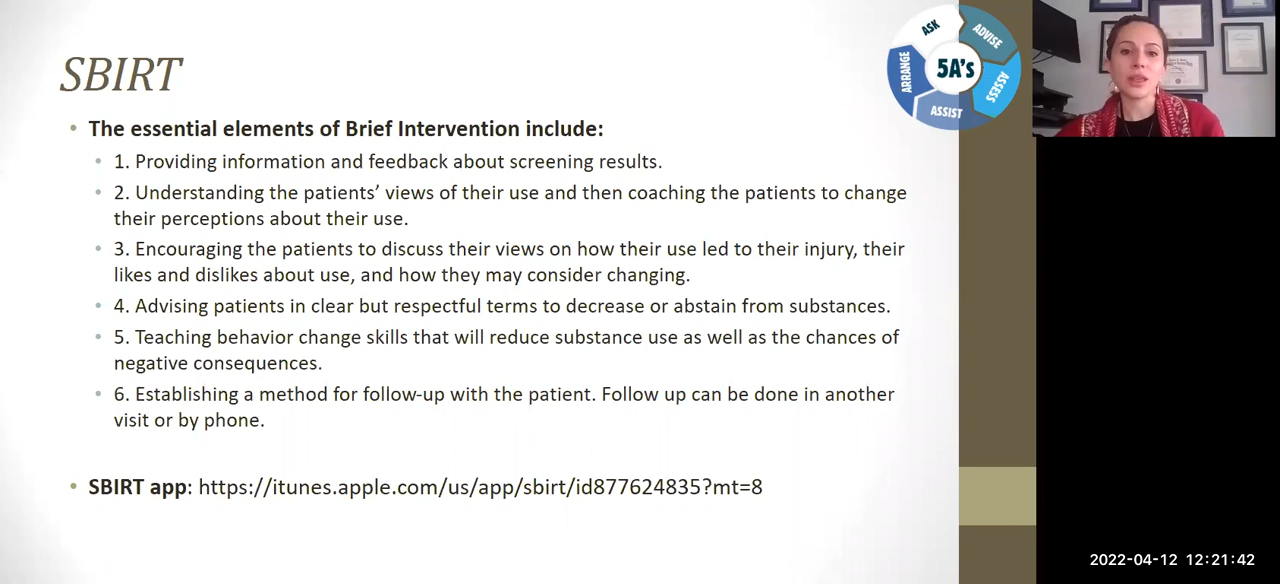 SBIRT
The essential elements of Brief Intervention include:
1. Providing information and feedback about screening results.
2. Understanding the patients’ views of their use and then coaching the patients to change
their perceptions about their use.
3. Encouraging the patients to discuss their views on how their use led to their injury, their
likes and dislikes about use, and how they may consider changing.
4. Advising patients in clear but respectful terms to decrease or abstain from substances.
5. Teaching behavior change skills that will reduce substance use as well as the chances of
negative consequences.
6. Establishing a method for follow-up with the patient. Follow up can be done in another
visit or by phone.
SBIRT app: https://itunes.apple.com/us/app/sbirt/id877624835?mt=8
ASK
ADVISE
ASSESS
ASSIST
ARRANGE
5A's
2022-04-12 12:21:42